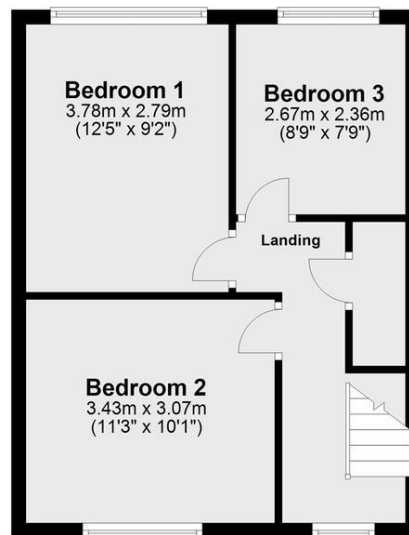 Bedroom 1
3.78m x 2.79m
(12'5" x 9'2")
Bedroom 3
2.67m x 2.36m
(8'9" x 7'9")
Landing
Bedroom 2
3.43m x 3.07m
(11'3" x 10'1")